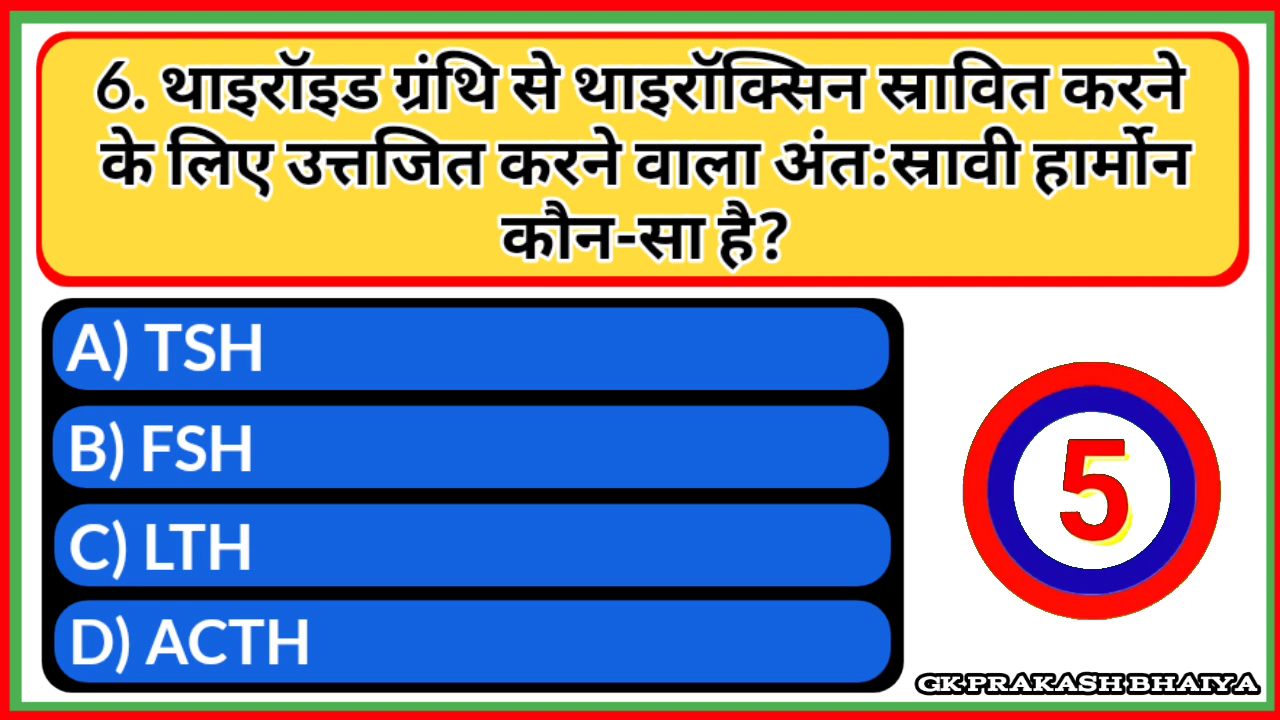 6. थाइरॉइड ग्रंथि से थाइरॉक्सिन स्रावित करने
के लिए उत्तजित करने वाला अंत:स्रावी हार्मोन
कौन-सा है?
A) TSH
B) FSH
C) LTH
D) ACTH
5
GK PRAKASH BHAIYA